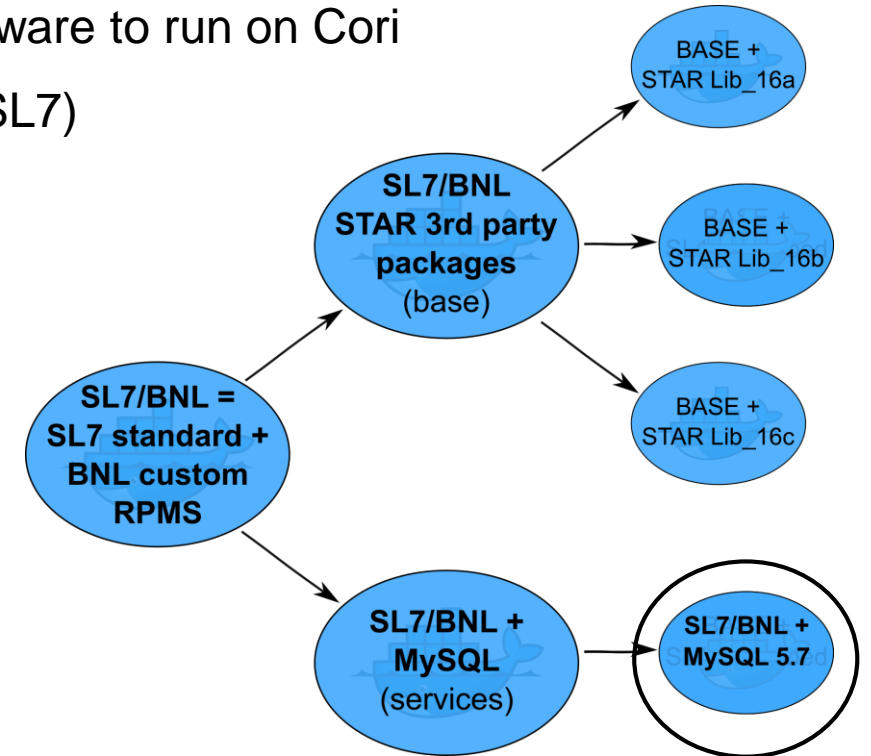 ware to run on Cori
SL7)
BASE +
STAR Lib_16a
SL7/BNL
STAR 3rd party
packages
(base)
BASE +
STAR Lib_16b
SL7/BNL =
SL7 standard +
BNL custom
RPMS
BASE +
STAR Lib_16c
SL7/BNL +
MySQL
(services)
SL7/BNL +
MySQL 5.7